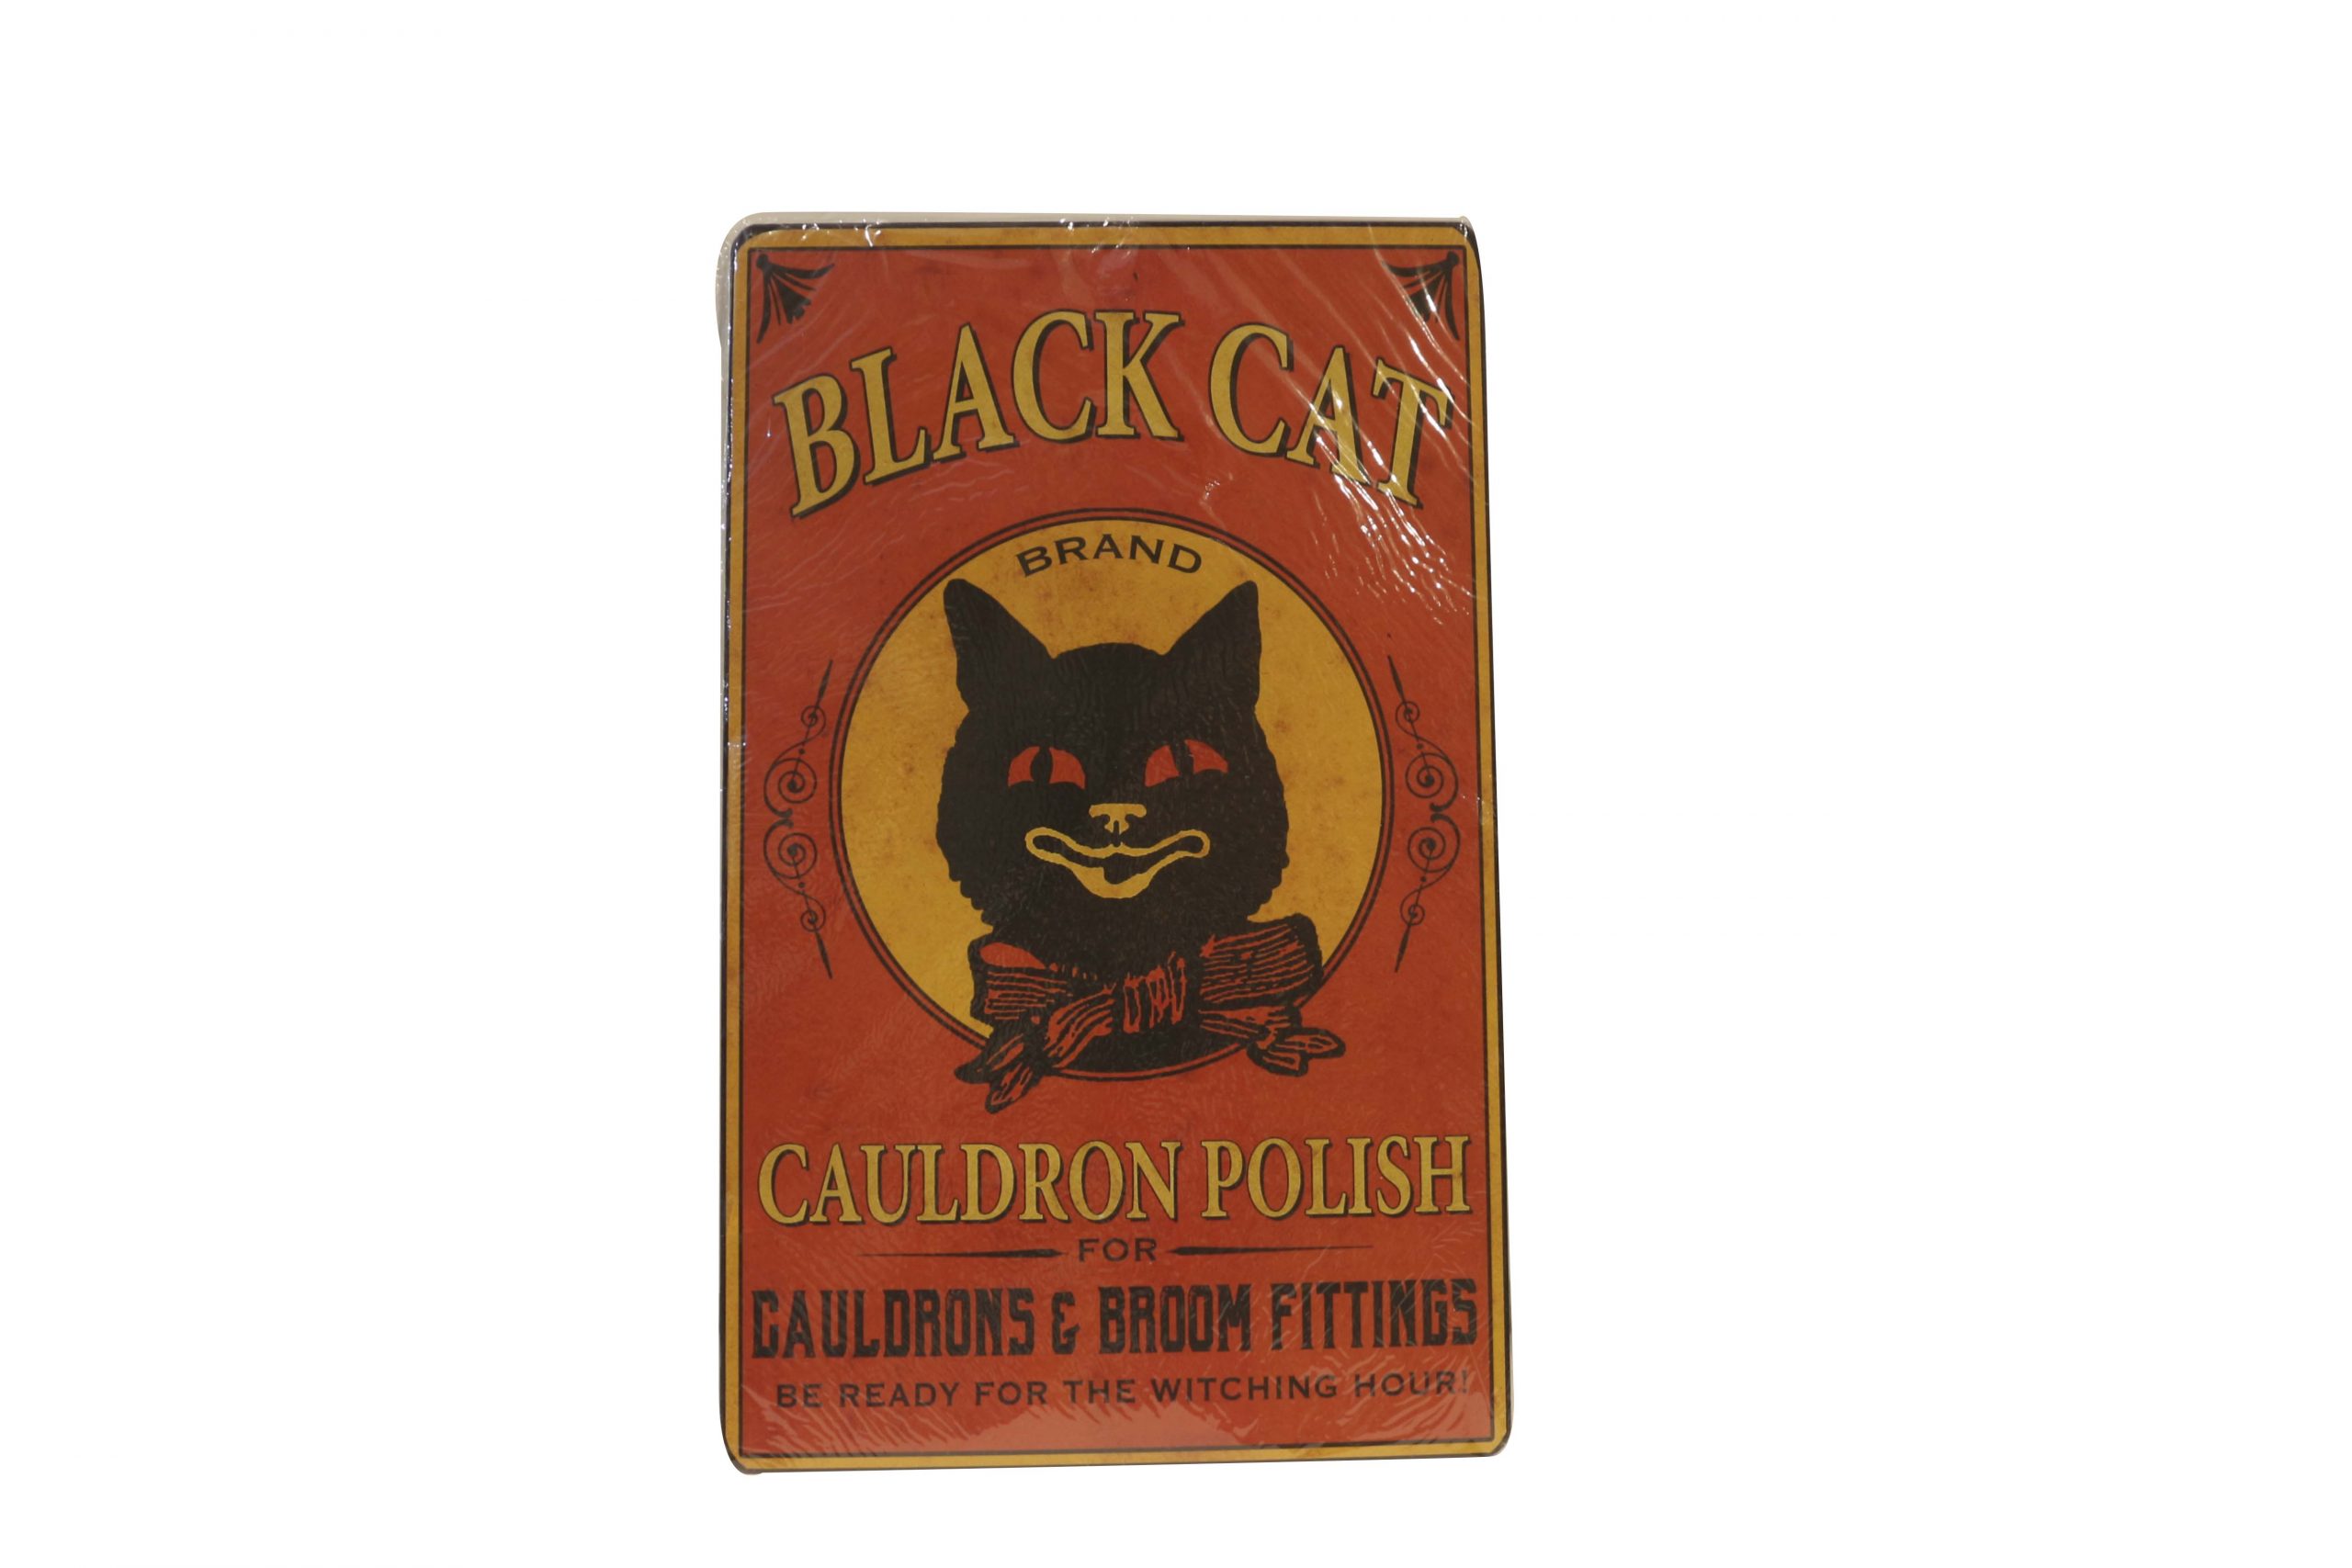 BLACK CAT
BRAND
CAULDRON POLISH
FOR
CAULDRONS & BROOM FITTINGS
BE READY FOR THE WITCHING HOUR!